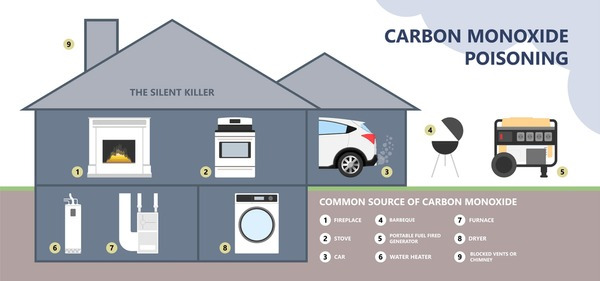 CARBON MONOXIDE
POISONING
9
THE SILENT KILLER
1
2
3
4
5
6
7
8
COMMON SOURCE OF CARBON MONOXIDE
1 FIREPLACE
2 STOVE
3 CAR
4 BARBEQUE
5 PORTABLE FUEL FIRED
GENERATOR
6 WATER HEATER
7 FURNACE
8 DRYER
9 BLOCKED VENTS OR
CHIMNEY